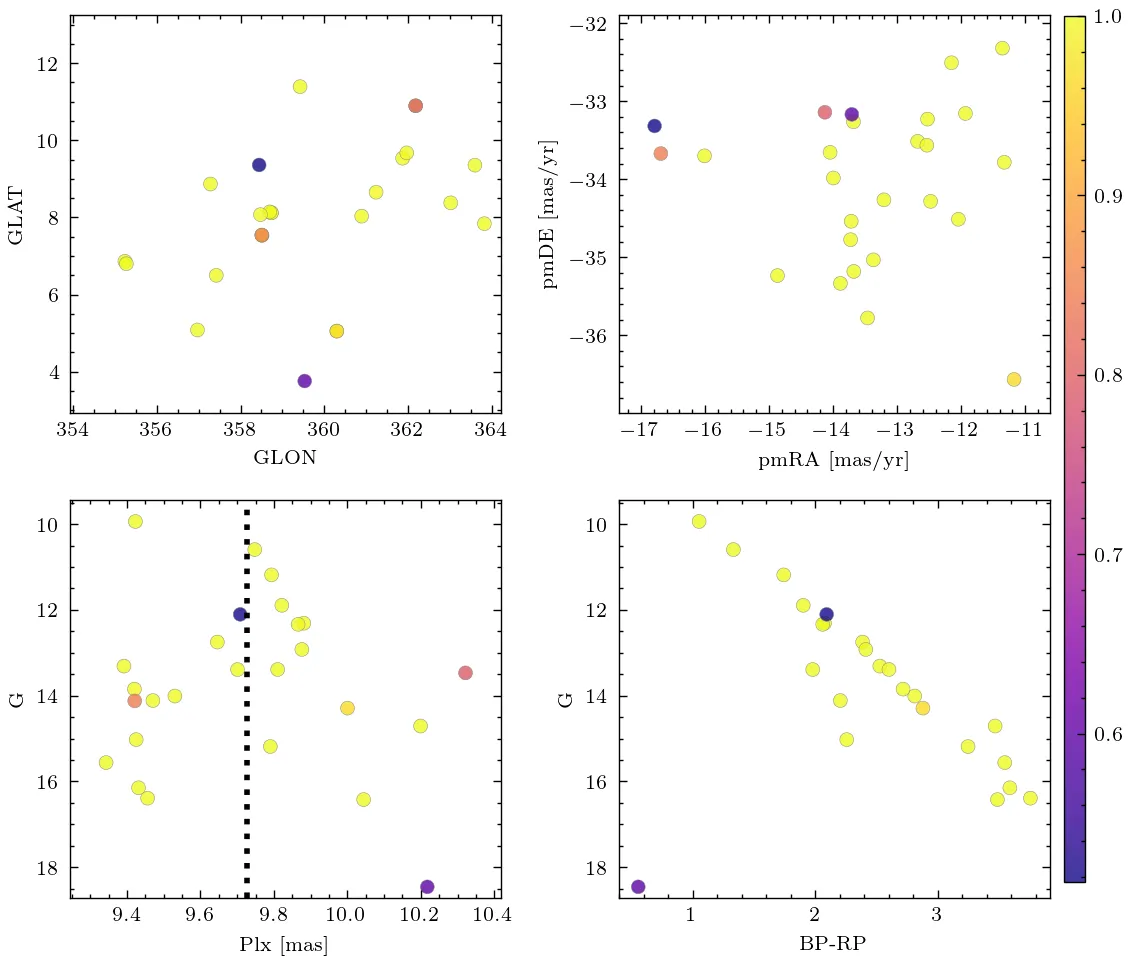 12
10
8
6
4
GLAT
354 356 358 360 362 364
GLON
−32
−33
−34
−35
−36
pmDE [mas/yr]
−17 −16 −15 −14 −13 −12 −11
pmRA [mas/yr]
1.0
0.9
0.8
0.7
0.6
10
12
14
16
18
G
9.4 9.6 9.8 10.0 10.2 10.4
Plx [mas]
10
12
14
16
18
G
1 2 3
BP-RP